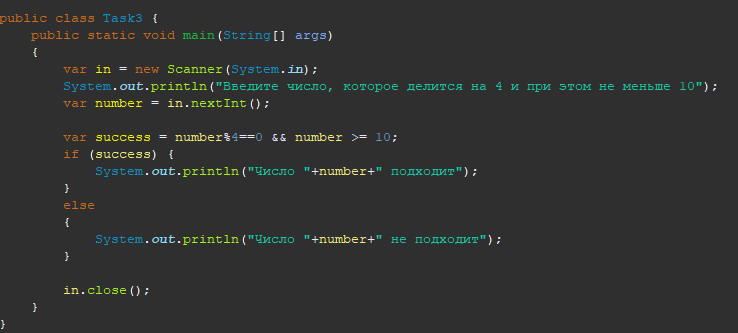 public class Task3 {
    public static void main(String[] args)
    {
        var in = new Scanner(System.in);
        System.out.println("Введите число, которое делится на 4 и при этом не меньше 10");
        var number = in.nextInt();

        var success = number%4==0 && number >= 10;
        if (success) {
            System.out.println("Число "+number+" подходит");
        }
        else
        {
            System.out.println("Число "+number+" не подходит");
        }

        in.close();
    }
}